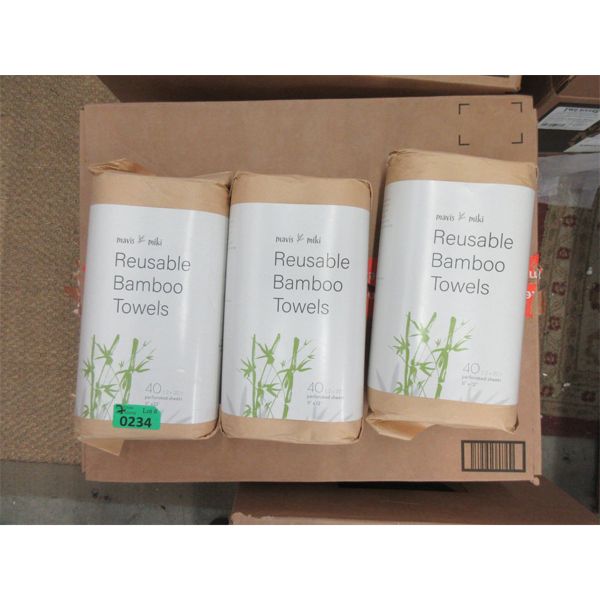 mavis miki
Reusable
Bamboo
Towels
40
perforated sheets
Lot #
0234
mavis miki
Reusable
Bamboo
Towels
40
perforated sheets
mavis miki
Reusable
Bamboo
Towels
40
perforated sheets